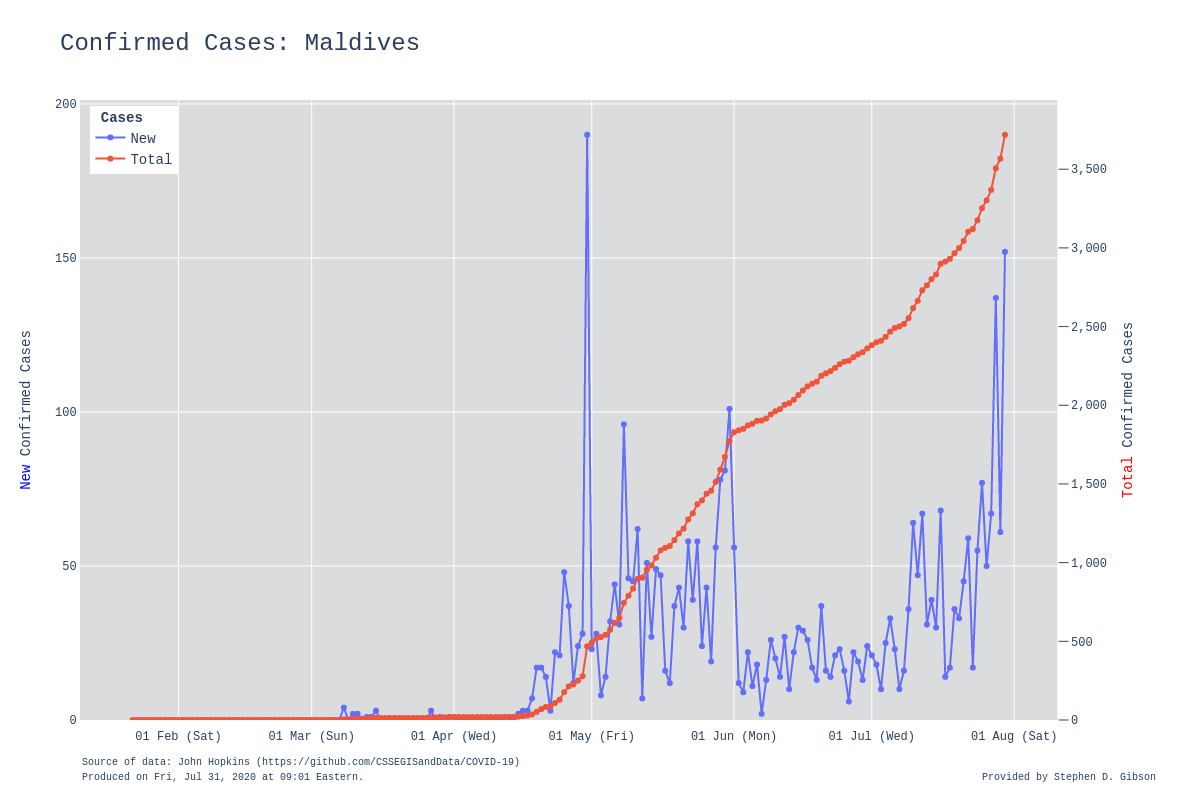 Confirmed Cases: Maldives
Cases
New
Total
200
150
100
50
0
3,500
3,000
2,500
2,000
1,500
1,000
500
0
New Confirmed Cases
Total Confirmed Cases
01 Feb (Sat) 01 Mar (Sun) 01 Apr (Wed) 01 May (Fri) 01 Jun (Mon) 01 Jul (Wed) 01 Aug (Sat)
Source of data: John Hopkins (https://github.com/CSSEGISandData/COVID-19)
Produced on Fri, Jul 31, 2020 at 09:01 Eastern.
Provided by Stephen D. Gibson